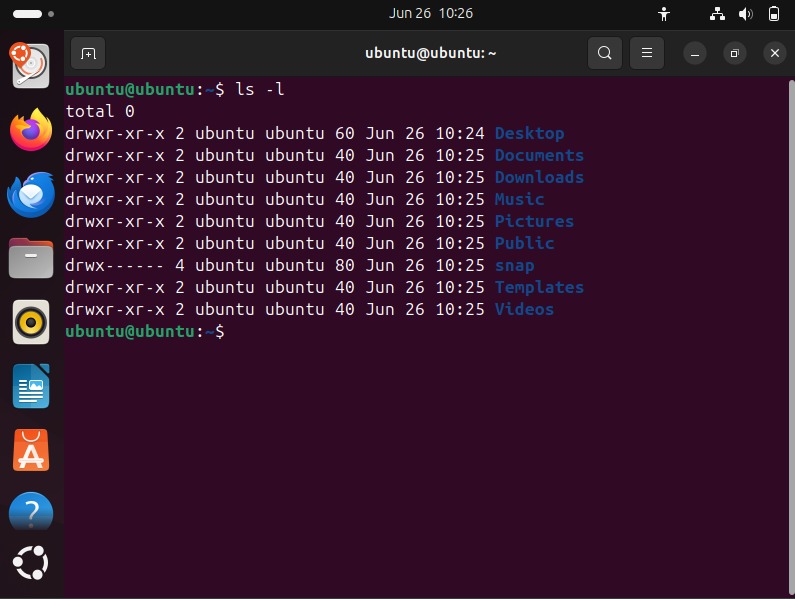 Jun 26 10:26
ubuntu@ubuntu: ~
ubuntu@ubuntu:~$ ls -l
total 0
drwxr-xr-x 2 ubuntu ubuntu 60 Jun 26 10:24 Desktop
drwxr-xr-x 2 ubuntu ubuntu 40 Jun 26 10:25 Documents
drwxr-xr-x 2 ubuntu ubuntu 40 Jun 26 10:25 Downloads
drwxr-xr-x 2 ubuntu ubuntu 40 Jun 26 10:25 Music
drwxr-xr-x 2 ubuntu ubuntu 40 Jun 26 10:25 Pictures
drwxr-xr-x 2 ubuntu ubuntu 40 Jun 26 10:25 Public
drwx------ 4 ubuntu ubuntu 80 Jun 26 10:25 snap
drwxr-xr-x 2 ubuntu ubuntu 40 Jun 26 10:25 Templates
drwxr-xr-x 2 ubuntu ubuntu 40 Jun 26 10:25 Videos
ubuntu@ubuntu:~$